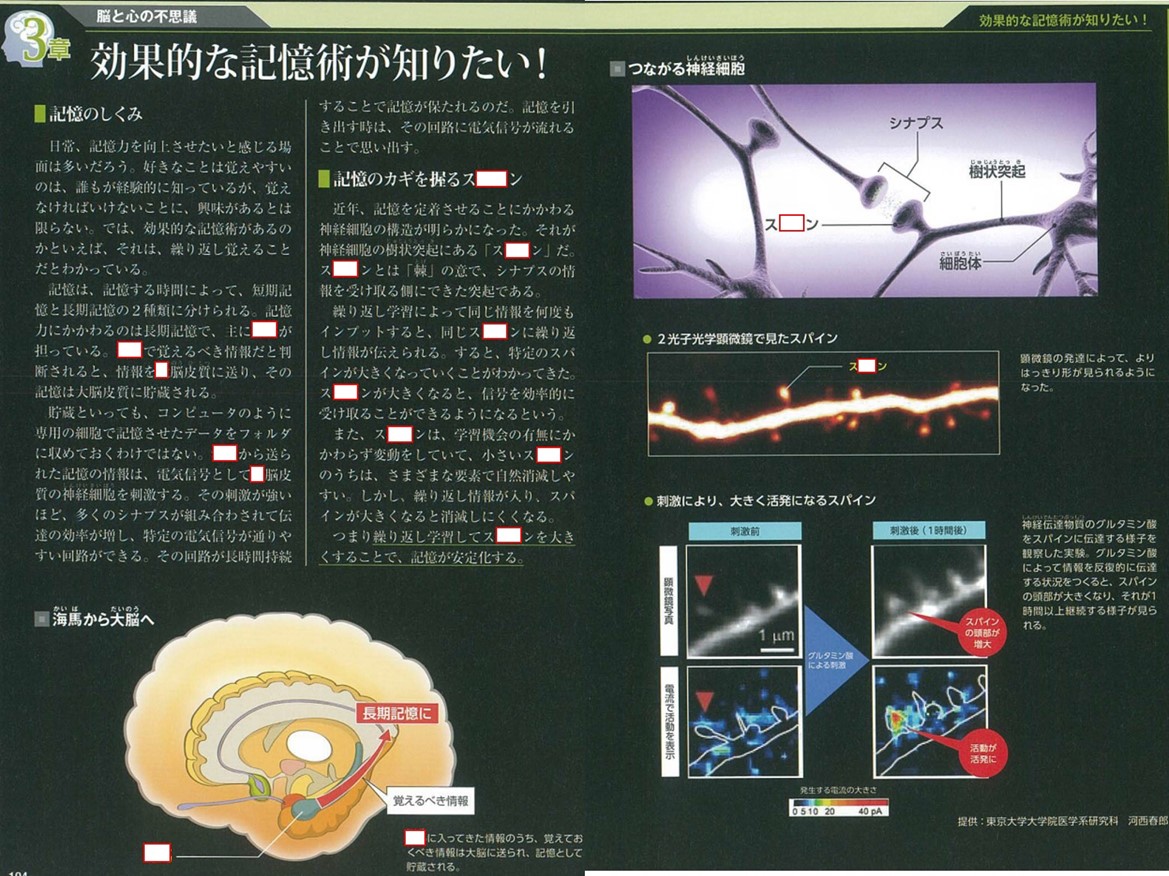 3章
脳と心の不思議
効果的な記憶術が知りたい!
記憶のしくみ
日常、記憶力を向上させたいと感じる場
面は多いだろう。好きなことは覚えやすい
のは、誰もが経験的に知っているが、覚え
なければいけないことに、興味があるとは
限らない。では、効果的な記憶術があるの
かといえば、それは、繰り返し覚えること
だとわかっている。
記憶は、記憶する時間によって、短期記
憶と長期記憶の2種類に分けられる。記憶
力にかかわるのは長期記憶で、主に が
担っている。 で覚えるべき情報だと判
断されると、情報を 脳皮質に送り、その
記憶は大脳皮質に貯蔵される。
貯蔵といっても、コンピュータのように
専用の細胞で記憶させたデータをフォルダ
に収めておくわけではない。 から送ら
れた記憶の情報は、電気信号として 脳皮
質の神経細胞を刺激する。その刺激が強い
ほど、多くのシナプスが組み合わされて伝
達の効率が増し、特定の電気信号が通りや
すい回路ができる。その回路が長時間持続
することで記憶が保たれるのだ。記憶を引
き出す時は、その回路に電気信号が流れる
ことで思い出す。
記憶のカギを握るス ン
近年、記憶を定着させることにかかわる
神経細胞の構造が明らかになった。それが
神経細胞の樹状突起にある「ス ン」だ。
ス ンとは「棘」の意で、シナプスの情
報を受け取る側にできた突起である。
繰り返し学習によって同じ情報を何度も
インプットすると、同じス ンに繰り返
し情報が伝えられる。すると、特定のスパ
インが大きくなっていくことがわかってきた。
ス ンが大きくなると、信号を効率的に
受け取ることができるようになるという。
また、ス ンは、学習機会の有無にか
かわらず変動をしていて、小さいス ン
のうちは、さまざまな要素で自然消滅しや
すい。しかし、繰り返し情報が入り、スパ
インが大きくなると消滅しにくくなる。
つまり繰り返し学習してス ンを大き
くすることで、記憶が安定化する。
かいば だいのう
海馬から大脳へ
長期記憶に
覚えるべき情報
に入ってきた情報のうち、覚えてお
くべき情報は大脳に送られ、記憶として
貯蔵される。
効果的な記憶術が知りたい!
しんけいさいぼう
つながる神経細胞
シナプス
じゅじょうとっき
樹状突起
ス ン
さいぼうたい
細胞体
2光子光学顕微鏡で見たスパイン
ス ン
顕微鏡の発達によって、より
はっきり形が見られるように
なった。
刺激により、大きく活発になるスパイン
刺激前
刺激後(1時間後)
顕微鏡写真
1 μm
グルタミン酸
による刺激
スパイン
の頭部が
増大
電流で活動を表示
活動が
活発に
発生する電流の大きさ
0 5 10 20 40 pA
しんけいでんたつぶっしつ
神経伝達物質のグルタミン酸
をスパインに伝達する様子を
観察した実験。グルタミン酸
によって情報を反復的に伝達
する状況をつくると、スパイン
の頭部が大きくなり、それが1
時間以上継続する様子が見ら
れる。
提供:東京大学大学院医学系研究科 河西春郎